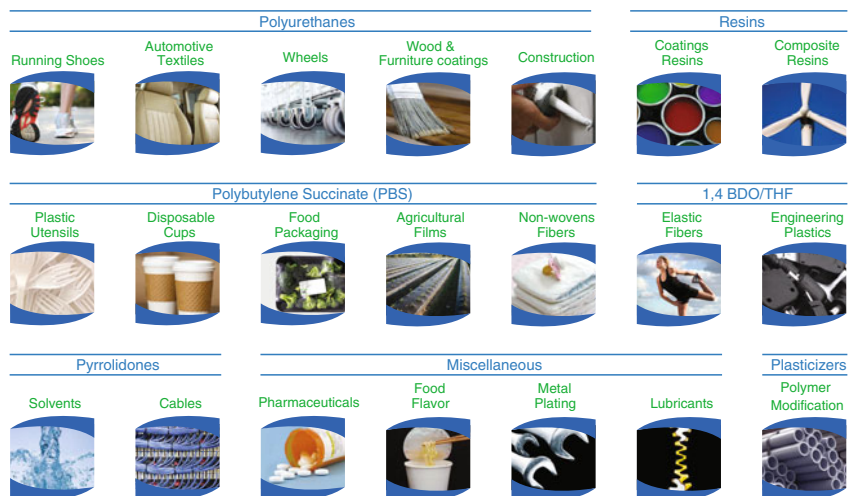 Polyurethanes
Resins
Running Shoes
Automotive
Textiles
Wheels
Wood &
Furniture coatings
Construction
Coatings
Resins
Composite
Resins
Polybutylene Succinate (PBS)
1,4 BDO/THF
Plastic
Utensils
Disposable
Cups
Food
Packaging
Agricultural
Films
Non-wovens
Fibers
Elastic
Fibers
Engineering
Plastics
Pyrrolidones
Miscellaneous
Plasticizers
Solvents
Cables
Pharmaceuticals
Food
Flavor
Metal
Plating
Lubricants
Polymer
Modification